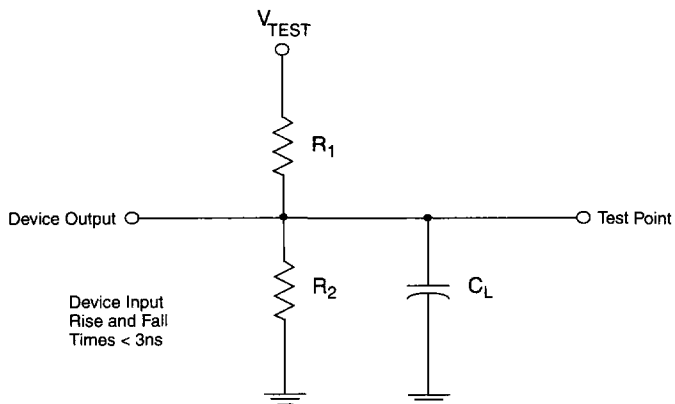 VTEST
R1
Device Output
Test Point
R2
CL
Device Input
Rise and Fall
Times < 3ns